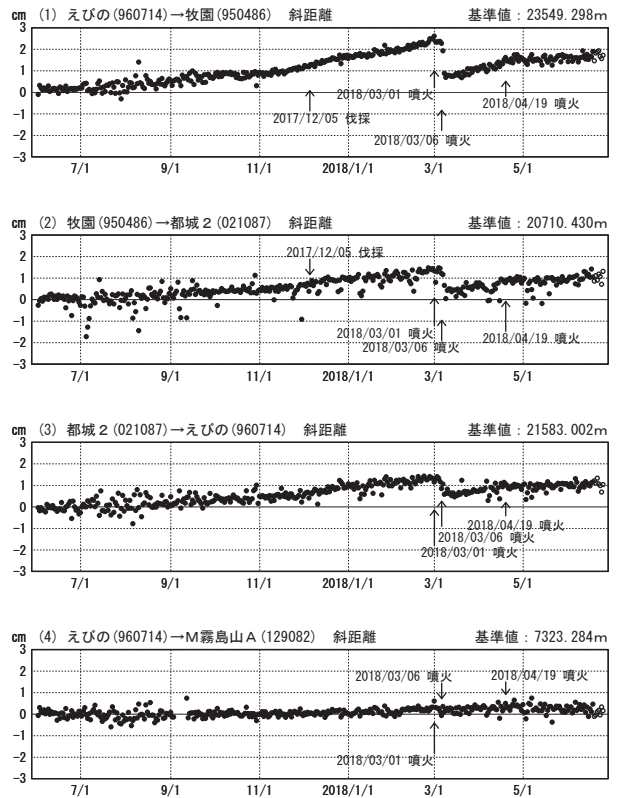 cm (1) えびの(960714)→牧園(950486) 斜距離 基準値:23549.298m
3
2
1
0
−1
−2
−3
2018/03/01 噴火
2018/04/19 噴火
2017/12/05 伐採
2018/03/06 噴火
7/1 9/1 11/1 2018/1/1 3/1 5/1
cm (2) 牧園(950486)→都城2(021087) 斜距離 基準値:20710.430m
3
2
1
0
−1
−2
−3
2017/12/05 伐採
2018/03/01 噴火
2018/04/19 噴火
2018/03/06 噴火
7/1 9/1 11/1 2018/1/1 3/1 5/1
cm (3) 都城2(021087)→えびの(960714) 斜距離 基準値:21583.002m
3
2
1
0
−1
−2
−3
2018/04/19 噴火
2018/03/06 噴火
2018/03/01 噴火
7/1 9/1 11/1 2018/1/1 3/1 5/1
cm (4) えびの(960714)→M霧島山A(129082) 斜距離 基準値:7323.284m
3
2
1
0
−1
−2
−3
2018/03/06 噴火
2018/04/19 噴火
2018/03/01 噴火
7/1 9/1 11/1 2018/1/1 3/1 5/1